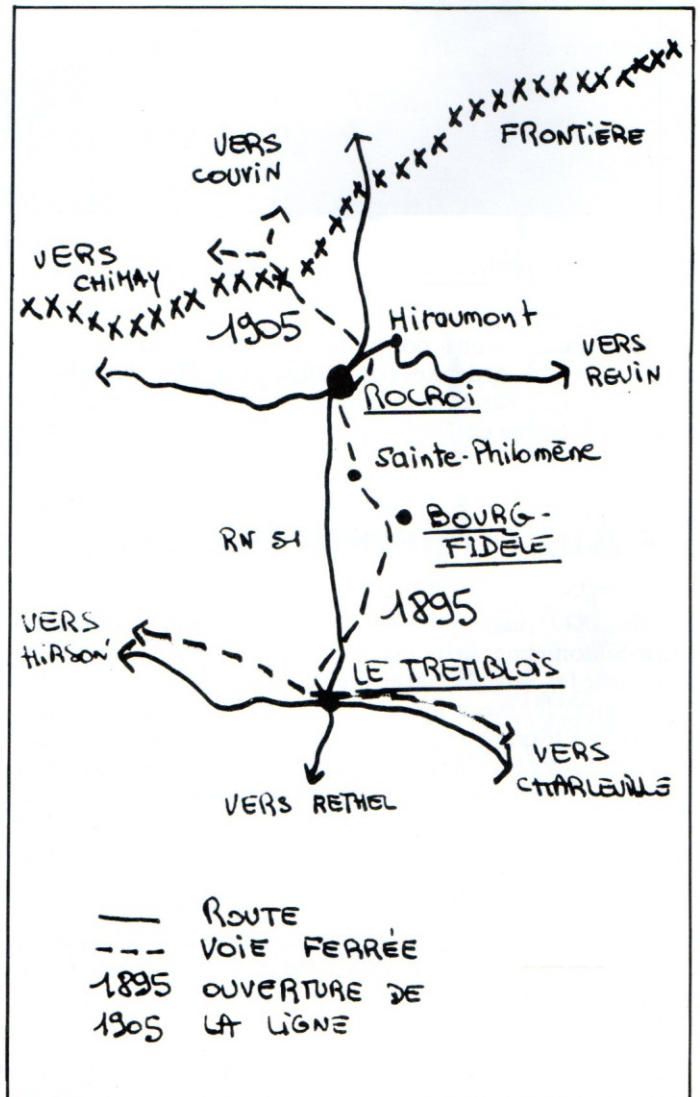 FRONTIÈRE
VERS
COUVIN
VERS
CHIMAY
1905
Hiraumont
VERS
REVIN
ROCROI
Sainte-Philomène
BOURG-
FIDÈLE
RN 51
1895
VERS
HIRSON
LE TREMBLOIS
VERS
CHARLEVILLE
VERS RETHEL
ROUTE
VOIE FERRÉE
1895 OUVERTURE DE
1905 LA LIGNE